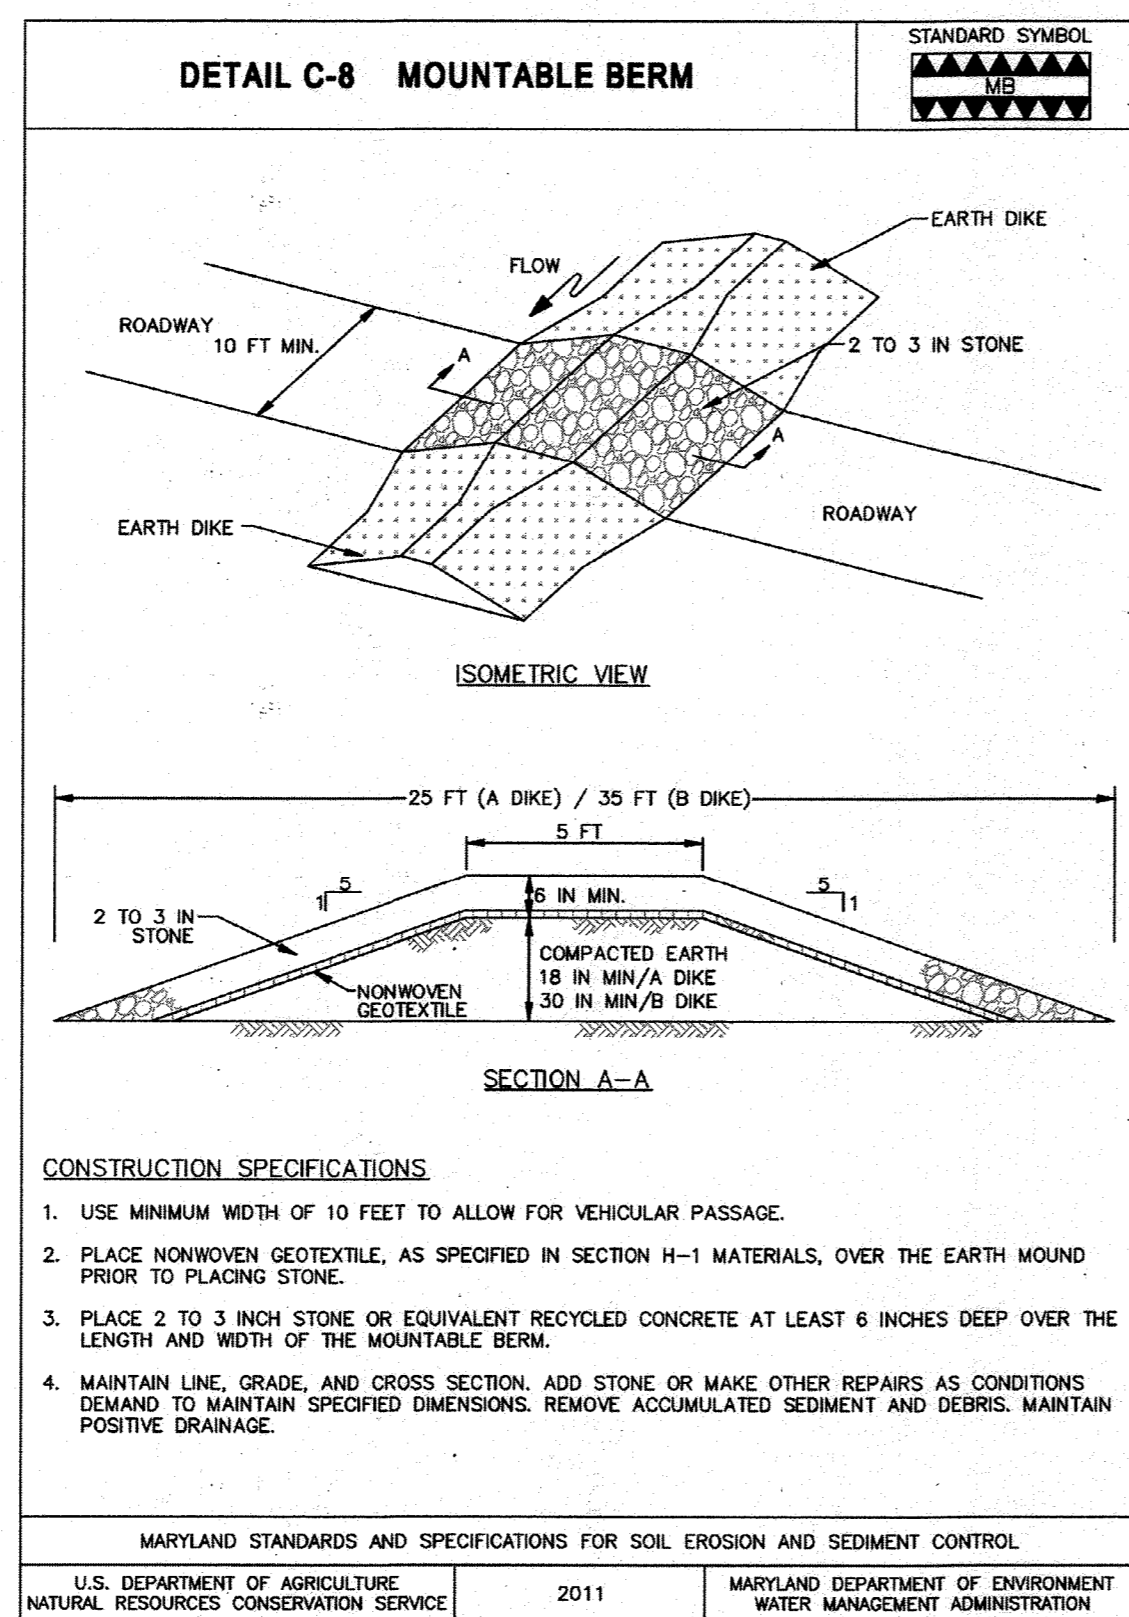 DETAIL C-8 MOUNTABLE BERM
STANDARD SYMBOL
MB
EARTH DIKE
FLOW
ROADWAY
10 FT MIN.
A
2 TO 3 IN STONE
A
ROADWAY
EARTH DIKE
ISOMETRIC VIEW
25 FT (A DIKE) / 35 FT (B DIKE)
5 FT
5
1
6 IN MIN.
5
1
2 TO 3 IN
STONE
COMPACTED EARTH
18 IN MIN/A DIKE
30 IN MIN/B DIKE
NONWOVEN
GEOTEXTILE
SECTION A-A
CONSTRUCTION SPECIFICATIONS
1. USE MINIMUM WIDTH OF 10 FEET TO ALLOW FOR VEHICULAR PASSAGE.
2. PLACE NONWOVEN GEOTEXTILE, AS SPECIFIED IN SECTION H-1 MATERIALS, OVER THE EARTH MOUND
PRIOR TO PLACING STONE.
3. PLACE 2 TO 3 INCH STONE OR EQUIVALENT RECYCLED CONCRETE AT LEAST 6 INCHES DEEP OVER THE
LENGTH AND WIDTH OF THE MOUNTABLE BERM.
4. MAINTAIN LINE, GRADE, AND CROSS SECTION. ADD STONE OR MAKE OTHER REPAIRS AS CONDITIONS
DEMAND TO MAINTAIN SPECIFIED DIMENSIONS. REMOVE ACCUMULATED SEDIMENT AND DEBRIS. MAINTAIN
POSITIVE DRAINAGE.
MARYLAND STANDARDS AND SPECIFICATIONS FOR SOIL EROSION AND SEDIMENT CONTROL
U.S. DEPARTMENT OF AGRICULTURE
NATURAL RESOURCES CONSERVATION SERVICE
2011
MARYLAND DEPARTMENT OF ENVIRONMENT
WATER MANAGEMENT ADMINISTRATION